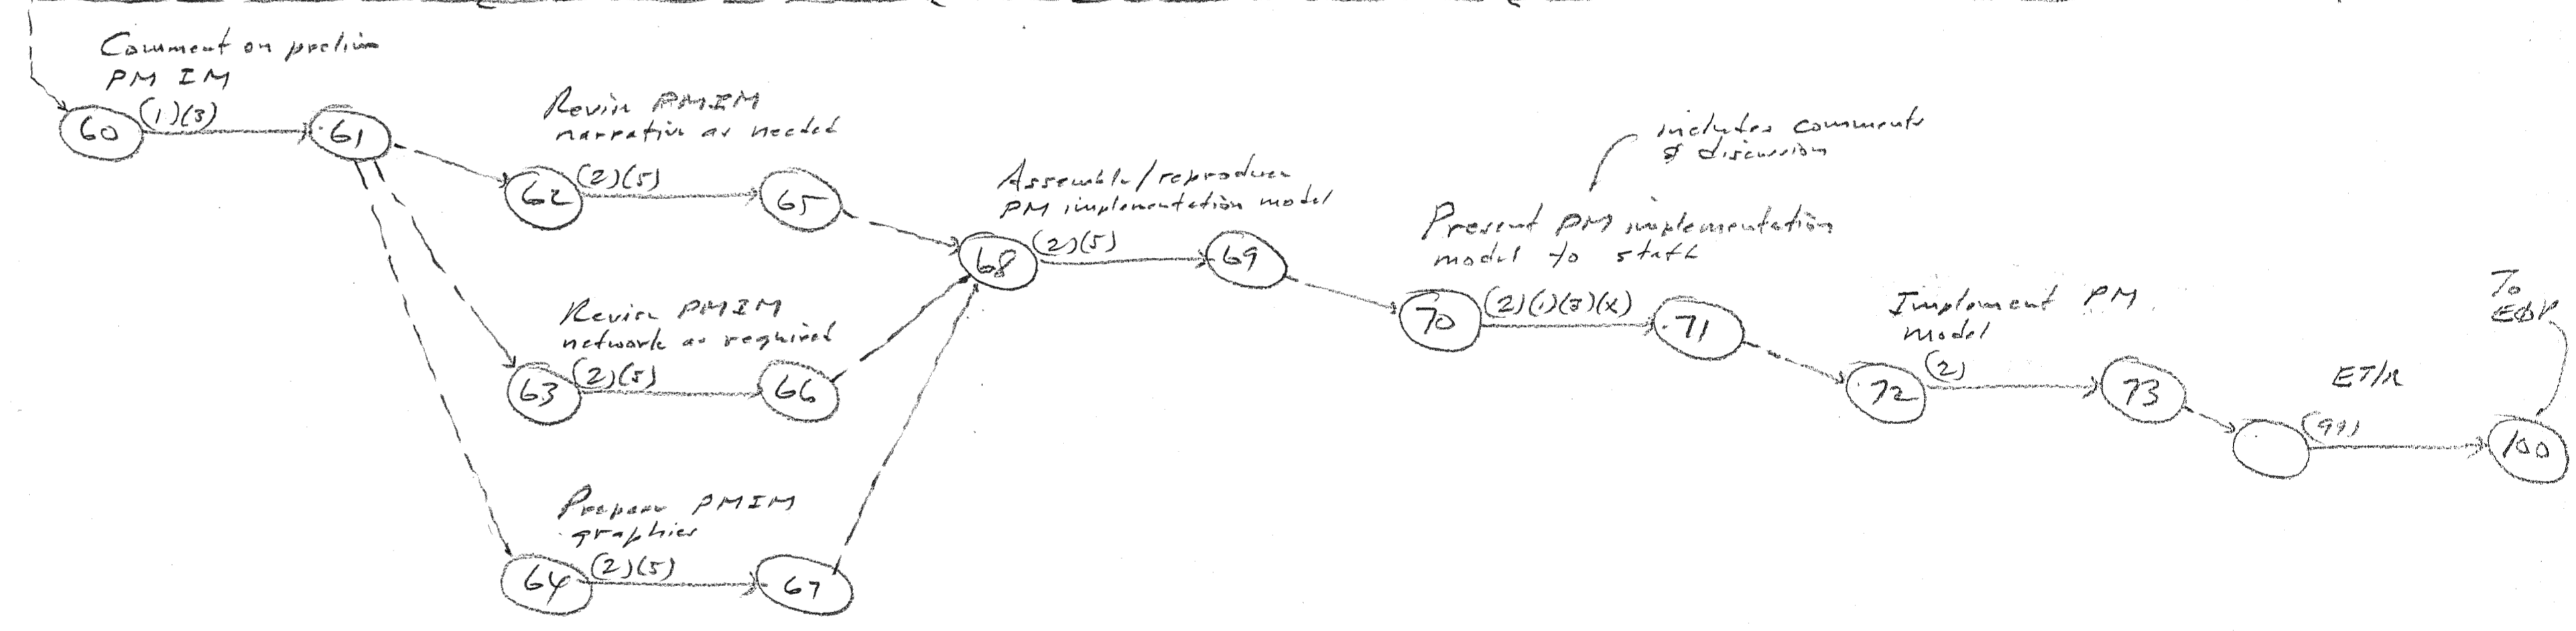 Comment on prelim
PM IM
60
(1)(3)
61
Revise PMIM
narrative as needed
62
(2)(5)
65
Revise PMIM
network as required
63
(2)(5)
66
Prepare PMIM
graphics
64
(2)(5)
67
Assemble/reproduce
PM implementation model
68
(2)(5)
69
includes comments
& discussion
Present PM implementation
model to staff
70
(2)(1)(3)(x)
71
Implement PM
model
72
(2)
73
ET/R
(99)
To
100